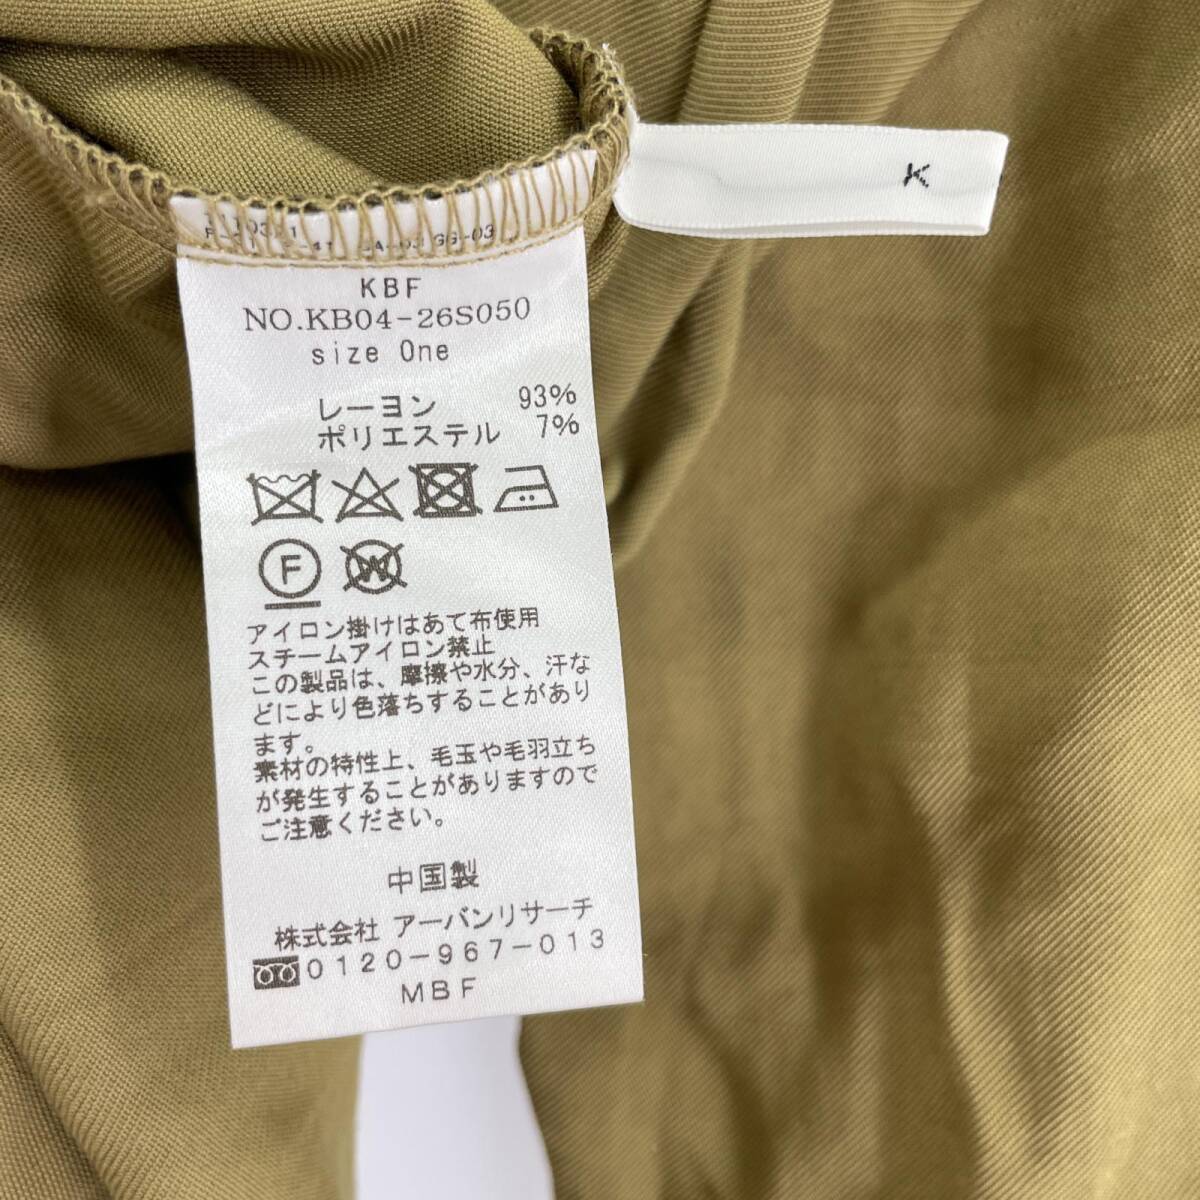 K
KBF
NO.KB04-26S050
size One
レーヨン 93%
ポリエステル 7%
F
W
アイロン掛けはあて布使用
スチームアイロン禁止
この製品は、摩擦や水分、汗な
どにより色落ちすることがあり
ます。
素材の特性上、毛玉や毛羽立ち
が発生することがありますので
ご注意ください。
中国製
株式会社 アーバンリサーチ
0120-967-013
MBF